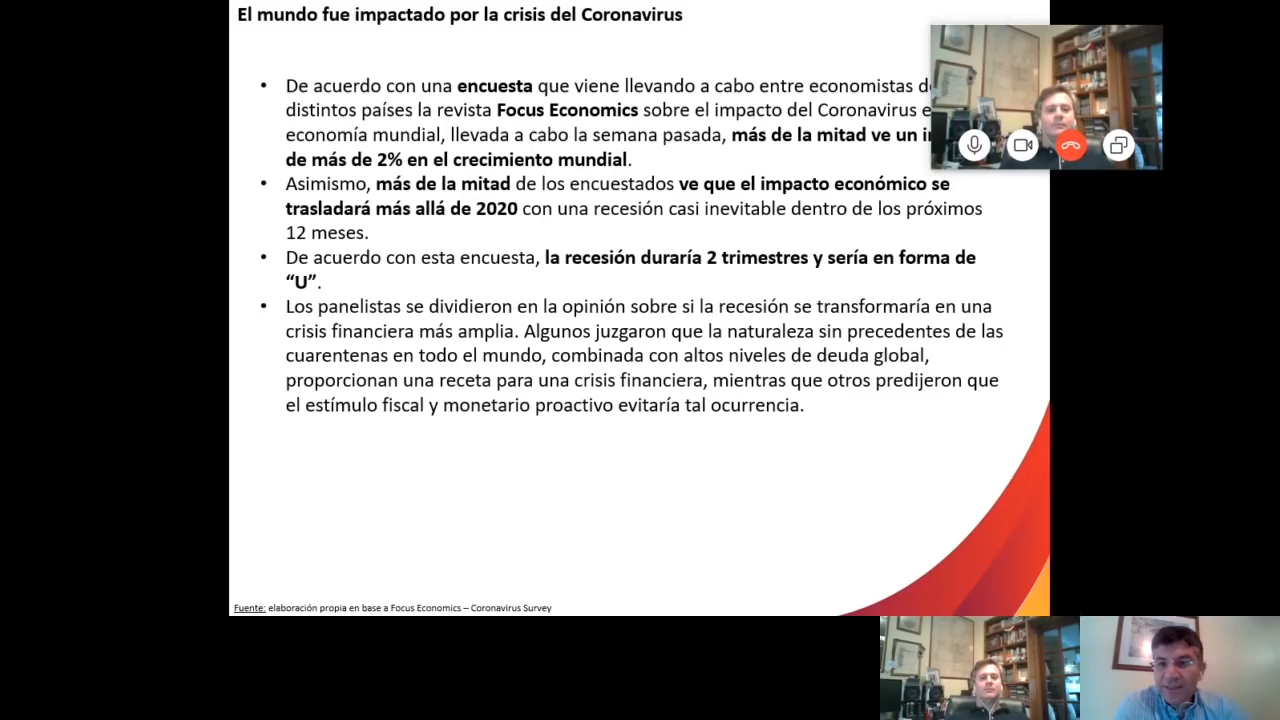 El mundo fue impactado por la crisis del Coronavirus
• De acuerdo con una encuesta que viene llevando a cabo entre economistas
distintos países la revista Focus Economics sobre el impacto del Coronavirus
economía mundial, llevada a cabo la semana pasada, más de la mitad ve un
de más de 2% en el crecimiento mundial.
• Asimismo, más de la mitad de los encuestados ve que el impacto económico se
trasladará más allá de 2020 con una recesión casi inevitable dentro de los próximos
12 meses.
• De acuerdo con esta encuesta, la recesión duraría 2 trimestres y sería en forma de
“U”.
• Los panelistas se dividieron en la opinión sobre si la recesión se transformaría en una
crisis financiera más amplia. Algunos juzgaron que la naturaleza sin precedentes de las
cuarentenas en todo el mundo, combinada con altos niveles de deuda global,
proporcionan una receta para una crisis financiera, mientras que otros predijeron que
el estímulo fiscal y monetario proactivo evitaría tal ocurrencia.
Fuente: elaboración propia en base a Focus Economics – Coronavirus Survey